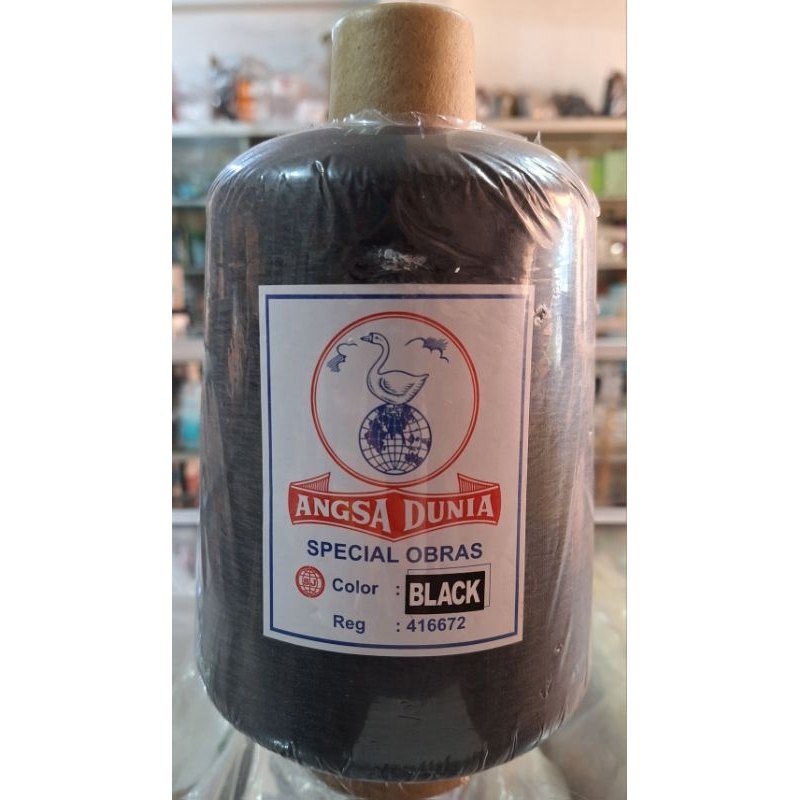 ANGSA DUNIA
SPECIAL OBRAS
Color : BLACK
Reg : 416672